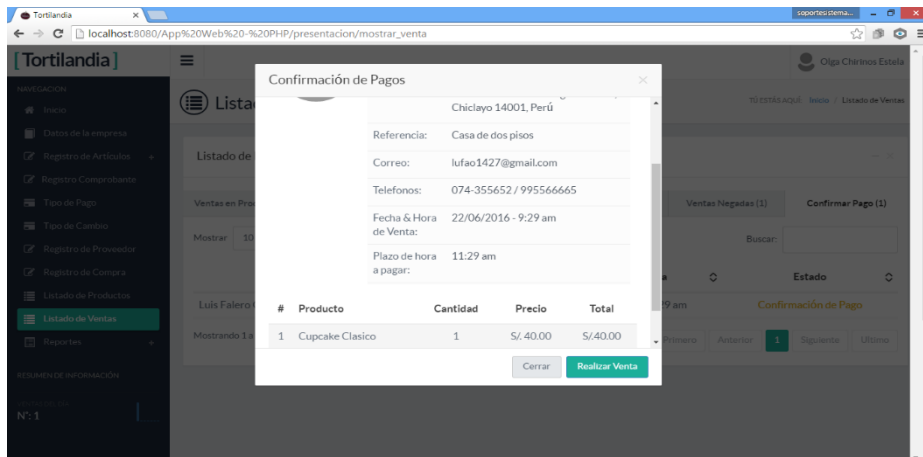 Tortilandia
soportesistema...
localhost:8080/App%20Web%20-%20PHP/presentacion/mostrar_venta
[Tortilandia]
Olga Chirinos Estela
NAVEGACION
Inicio
Datos de la empresa
Registro de Articulos +
Registro Comprobante
Tipo de Pago
Tipo de Cambio
Registro de Proveedor
Registro de Compra
Listado de Productos
Listado de Ventas
Reportes +
RESUMEN DE INFORMACIÓN
N°: 1
Lista
TÚ ESTÁS AQUÍ: Inicio / Listado de Ventas
Listado de
Ventas en Pro
Ventas Negadas (1)
Confirmar Pago (1)
Mostrar 10
Buscar:
a
Estado
Luis Falero
29 am
Confirmación de Pago
Mostrando 1 a
Primero
Anterior
1
Siguiente
Ultimo
Confirmación de Pagos
×
Chiclayo 14001, Perú
Referencia: Casa de dos pisos
Correo: lufao1427@gmail.com
Telefonos: 074-355652 / 995566665
Fecha & Hora de Venta: 22/06/2016 - 9:29 am
Plazo de hora a pagar: 11:29 am
# Producto Cantidad Precio Total
1 Cupcake Clasico 1 S/. 40.00 S/.40.00
Cerrar
Realizar Venta